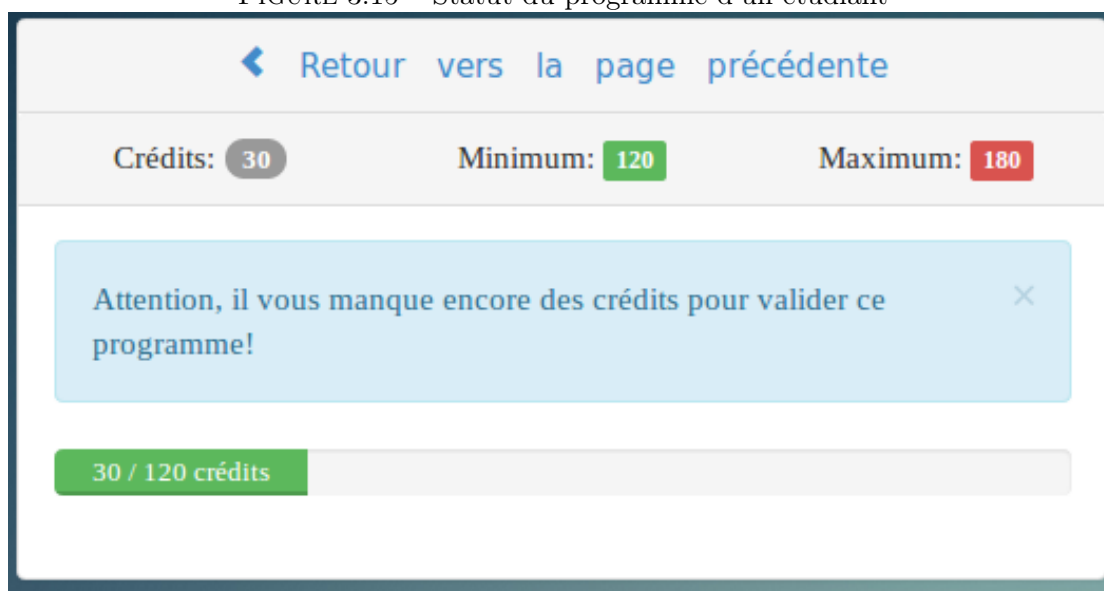 Retour vers la page précédente
Crédits: 30 Minimum: 120 Maximum: 180
Attention, il vous manque encore des crédits pour valider ce
programme!
×
30 / 120 crédits